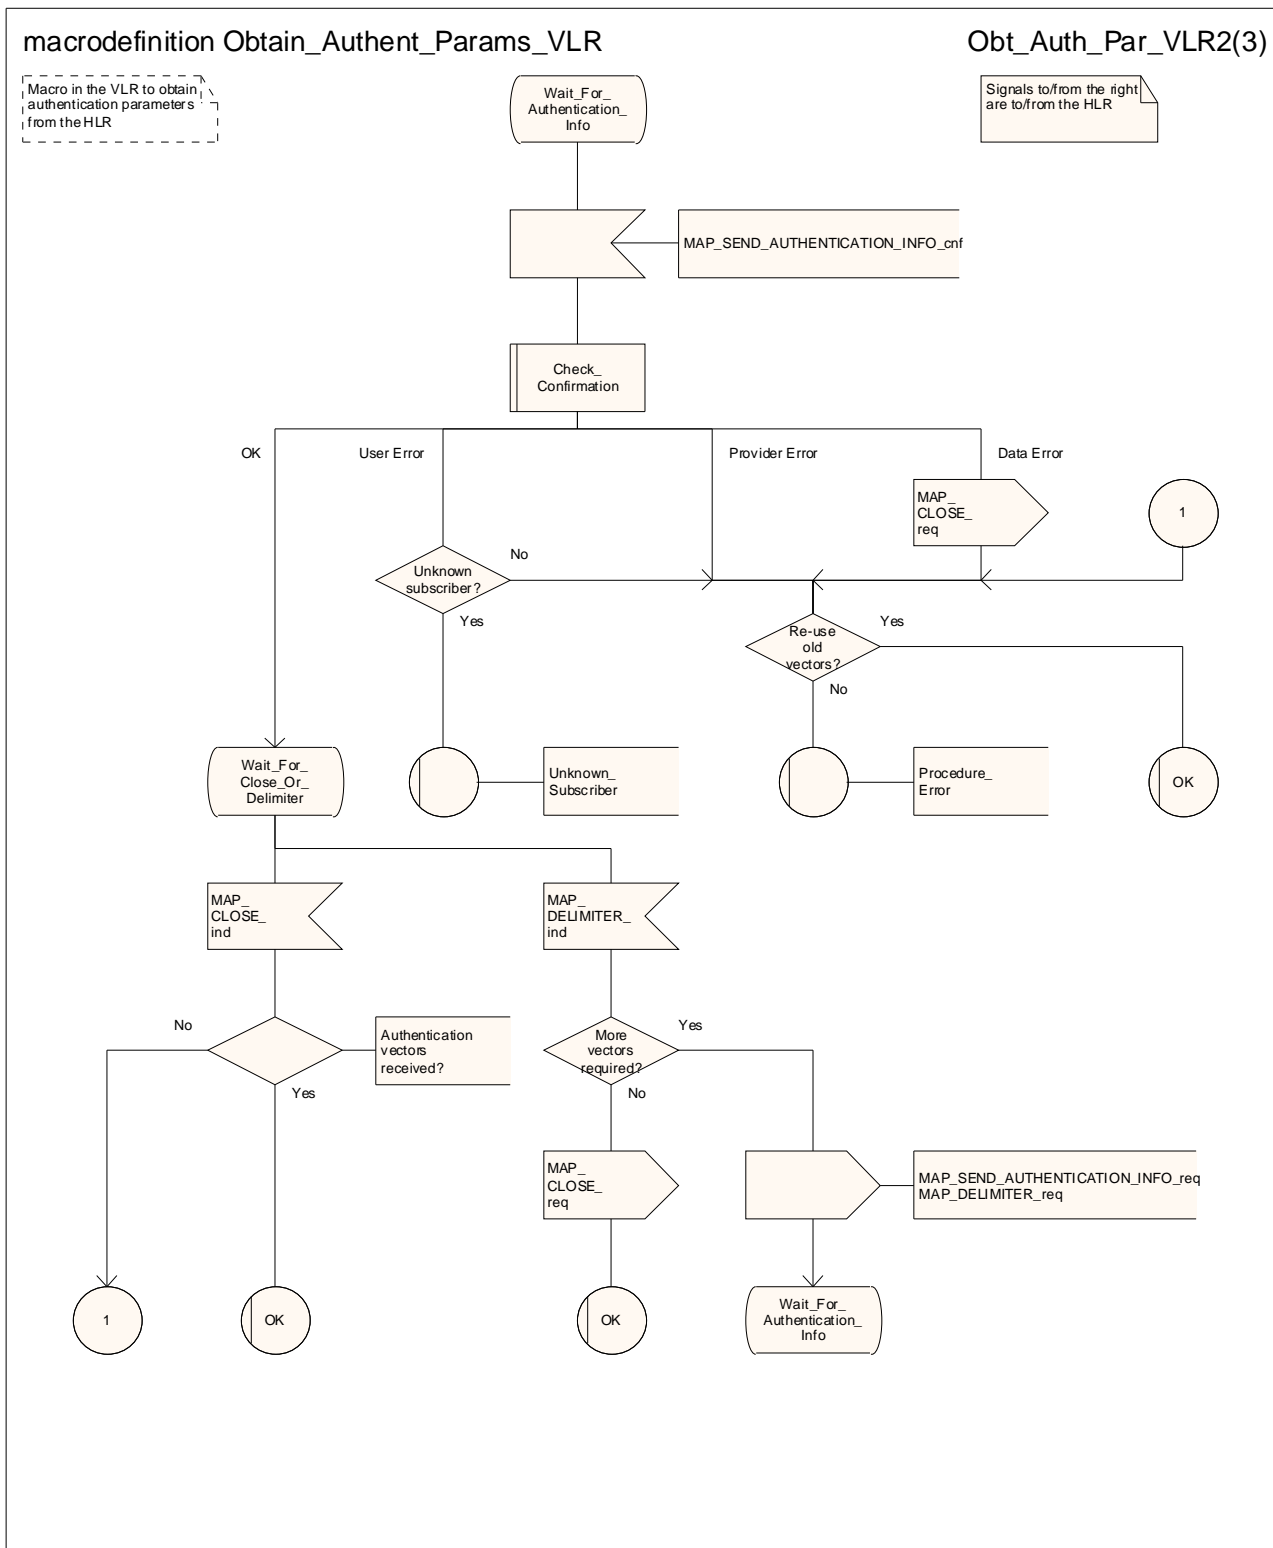 macrodefinition Obtain_Authent_Params_VLR
Obt_Auth_Par_VLR2(3)
Macro in the VLR to obtain
authentication parameters
from the HLR
Wait_For_
Authentication_
Info
Signals to/from the right
are to/from the HLR
MAP_SEND_AUTHENTICATION_INFO_cnf
Check_
Confirmation
OK
User Error
Provider Error
Data Error
MAP_
CLOSE_
req
1
Unknown
subscriber?
No
Yes
Re-use
old
vectors?
Yes
No
Wait_For_
Close_Or_
Delimiter
Unknown_
Subscriber
Procedure_
Error
OK
MAP_
CLOSE_
ind
MAP_
DELIMITER_
ind
No
Authentication
vectors
received?
Yes
More
vectors
required?
Yes
No
MAP_
CLOSE_
req
MAP_SEND_AUTHENTICATION_INFO_req
MAP_DELIMITER_req
1
OK
OK
Wait_For_
Authentication_
Info